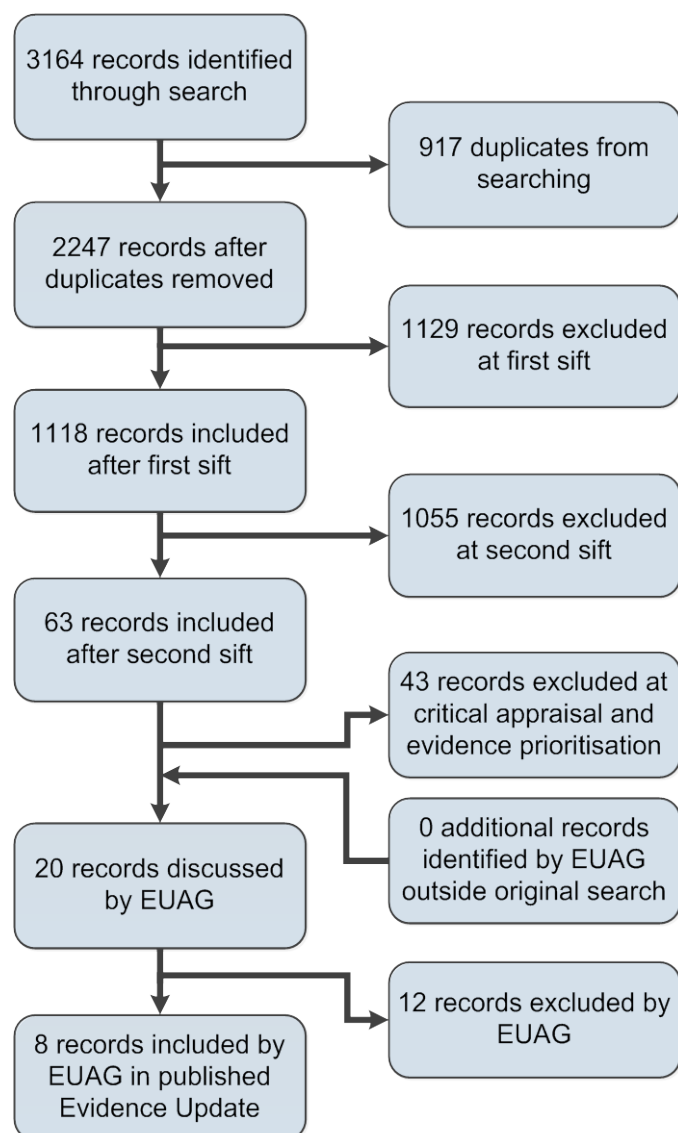 3164 records identified
through search
917 duplicates from
searching
2247 records after
duplicates removed
1129 records excluded
at first sift
1118 records included
after first sift
1055 records excluded
at second sift
63 records included
after second sift
43 records excluded at
critical appraisal and
evidence prioritisation
0 additional records
identified by EUAG
outside original search
20 records discussed
by EUAG
12 records excluded by
EUAG
8 records included by
EUAG in published
Evidence Update